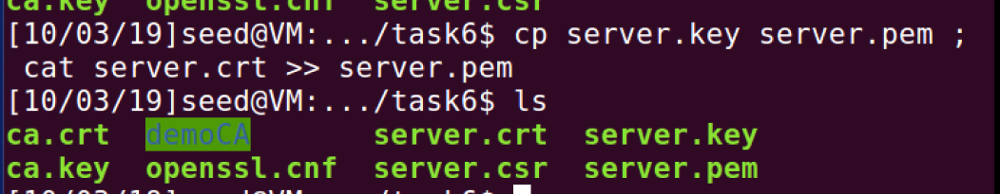 ca.key openssl.cnf server.csr
[10/03/19]seed@VM:.../task6$ cp server.key server.pem ;
 cat server.crt >> server.pem
[10/03/19]seed@VM:.../task6$ ls
ca.crt demoCA server.crt server.key
ca.key openssl.cnf server.csr server.pem
[10/03/19]seed@VM:.../task6$